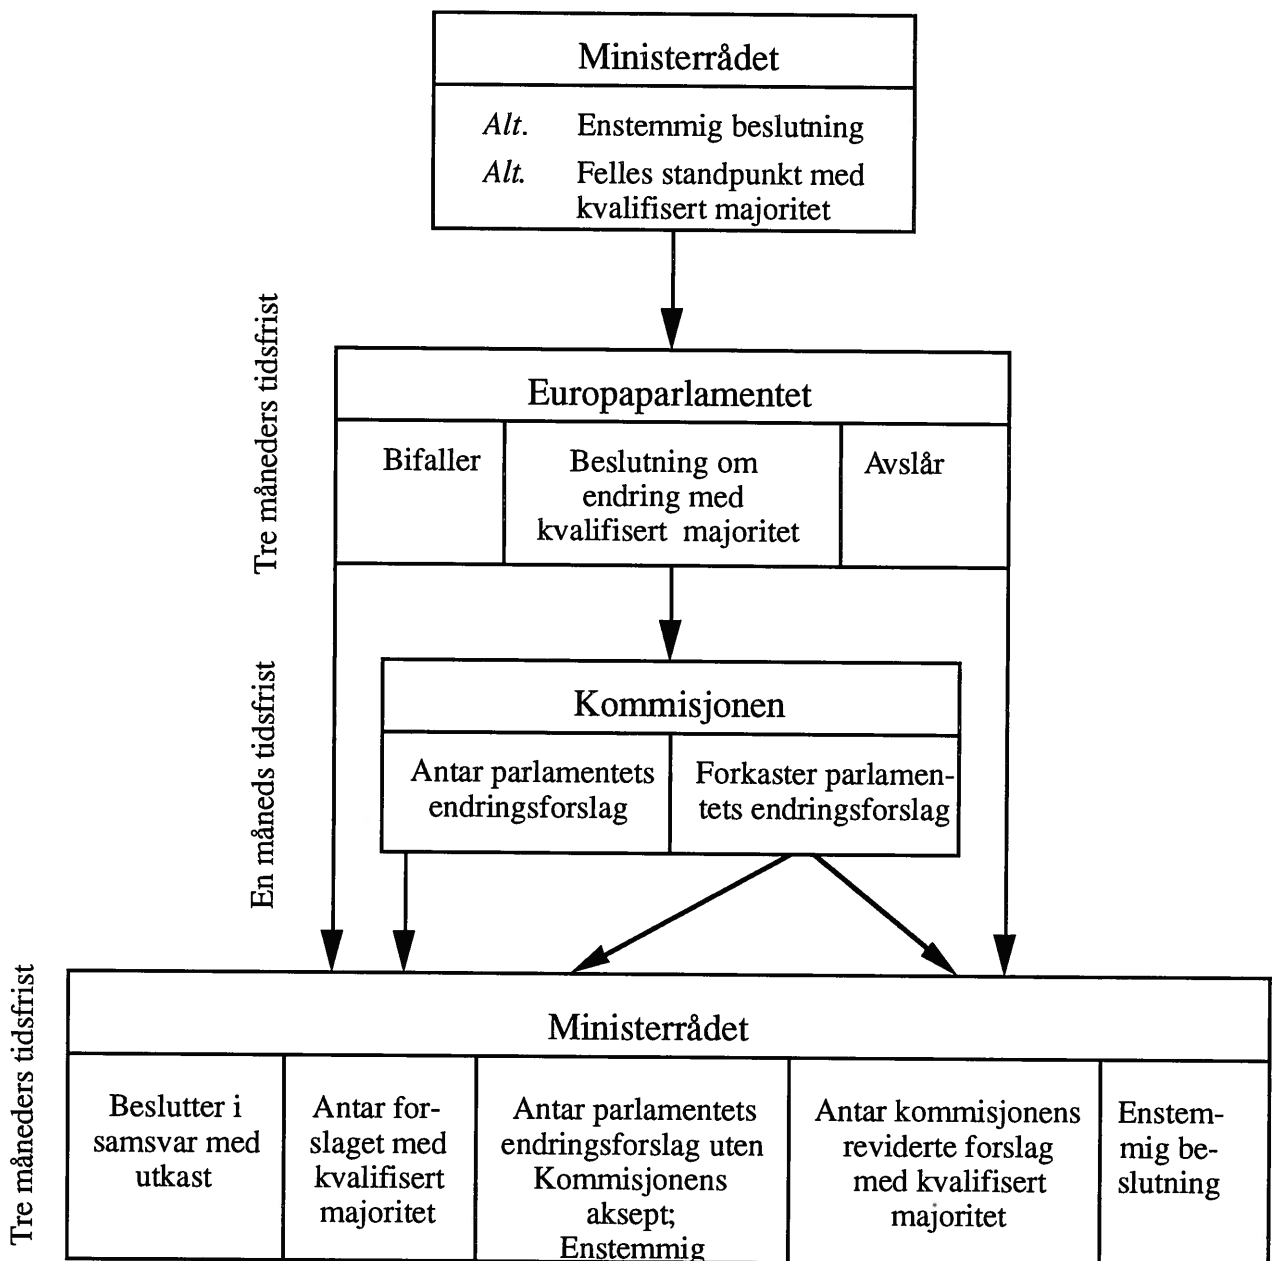 Ministerrådet
Alt. Enstemmig beslutning
Alt. Felles standpunkt med
kvalifisert majoritet
Tre måneders tidsfrist
Europaparlamentet
Bifaller
Beslutning om
endring med
kvalifisert majoritet
Avslår
En måneds tidsfrist
Kommisjonen
Antar parlamentets
endringsforslag
Forkaster parlamen-
tets endringsforslag
Tre måneders tidsfrist
Ministerrådet
Beslutter i
samsvar med
utkast
Antar for-
slaget med
kvalifisert
majoritet
Antar parlamentets
endringsforslag uten
Kommisjonens
aksept;
Enstemmig
Antar kommisjonens
reviderte forslag
med kvalifisert
majoritet
Enstem-
mig be-
slutning